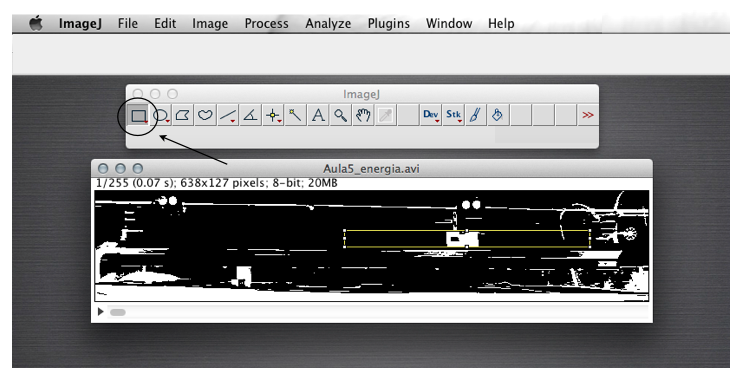 ImageJ File Edit Image Process Analyze Plugins Window Help
ImageJ
A Dev Stk >>
Aula5_energia.avi
1/255 (0.07 s); 638x127 pixels; 8-bit; 20MB